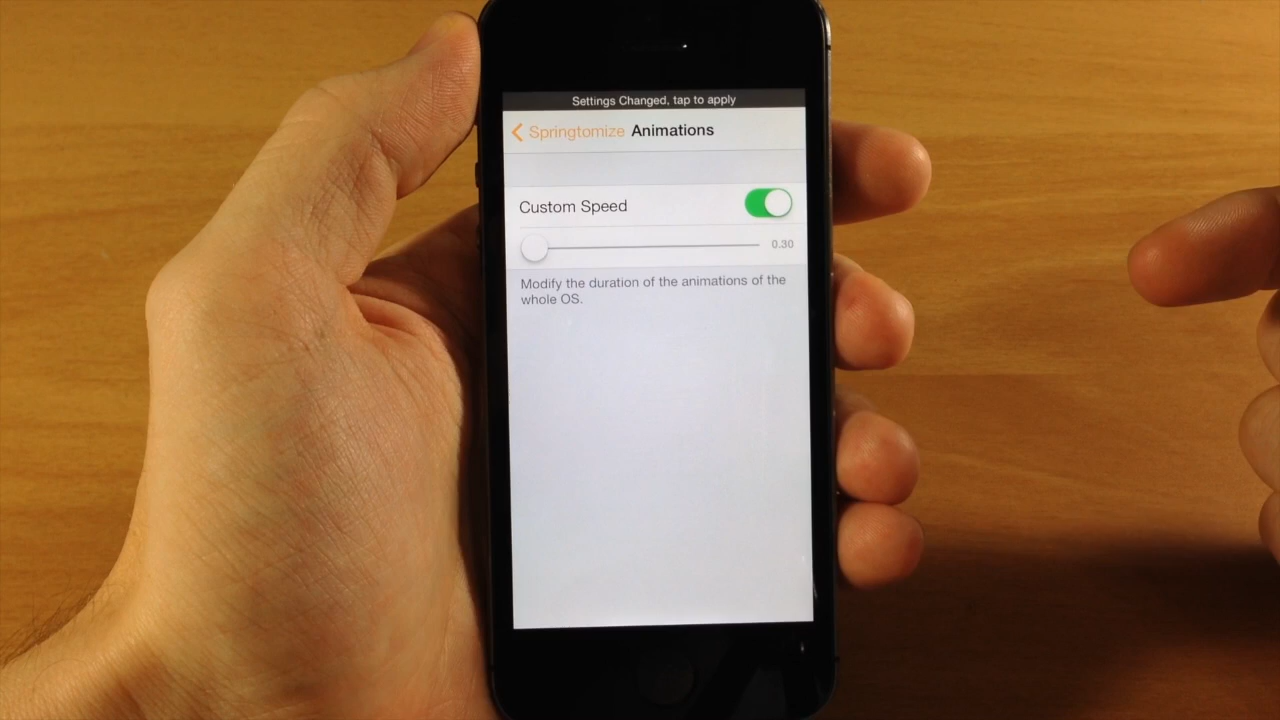 Settings Changed, tap to apply
Springtomize Animations
Custom Speed
0.30
Modify the duration of the animations of the
whole OS.